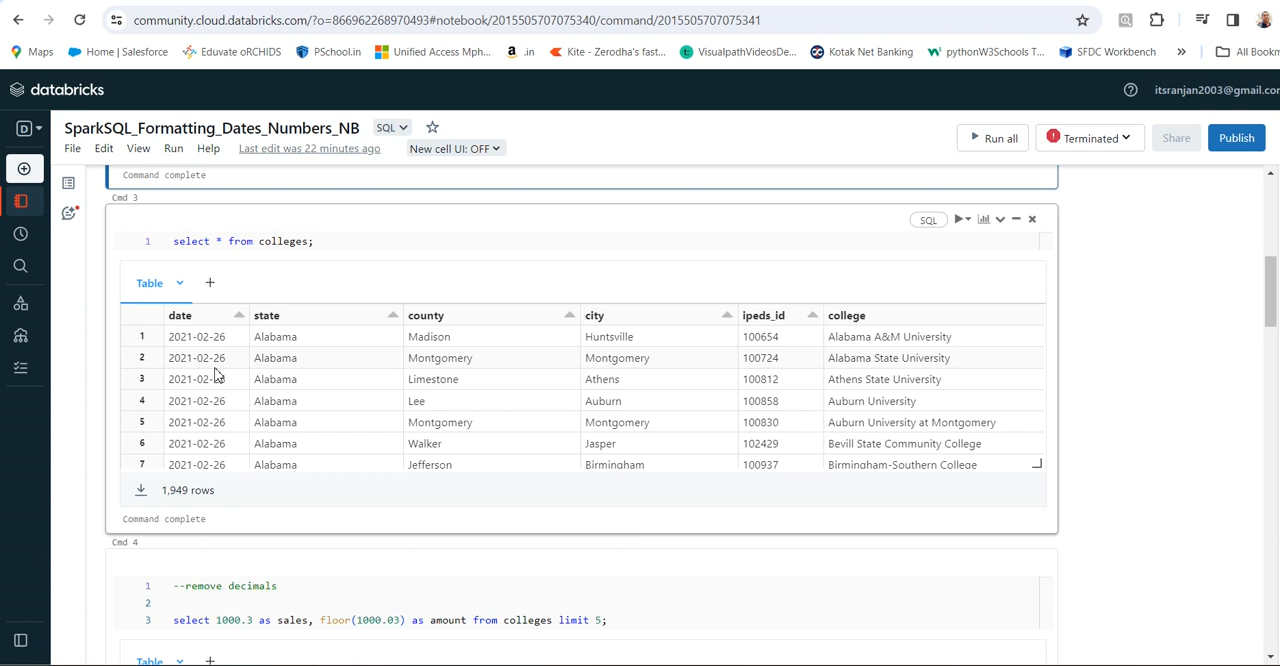 community.cloud.databricks.com/?o=866962268970493#notebook/2015505707075340/command/2015505707075341
Maps Home | Salesforce Eduvate oRCHIDS PSchool.in Unified Access Mph... .in Kite - Zerodha's fast... VisualpathVideosDe... Kotak Net Banking pythonW3Schools T... SFDC Workbench » All Bookm
databricks itsranjan2003@gmail.cor
D SparkSQL_Formatting_Dates_Numbers_NB SQL
File Edit View Run Help Last edit was 22 minutes ago New cell UI: OFF Run all Terminated Share Publish
Command complete
Cmd 3
SQL
1 select * from colleges;
Table +
date state county city ipeds_id college
1 2021-02-26 Alabama Madison Huntsville 100654 Alabama A&M University
2 2021-02-26 Alabama Montgomery Montgomery 100724 Alabama State University
3 2021-02-26 Alabama Limestone Athens 100812 Athens State University
4 2021-02-26 Alabama Lee Auburn 100858 Auburn University
5 2021-02-26 Alabama Montgomery Montgomery 100830 Auburn University at Montgomery
6 2021-02-26 Alabama Walker Jasper 102429 Bevill State Community College
7 2021-02-26 Alabama Jefferson Birmingham 100937 Birmingham-Southern College
1,949 rows
Command complete
Cmd 4
1 --remove decimals
2
3 select 1000.3 as sales, floor(1000.03) as amount from colleges limit 5;
Table +